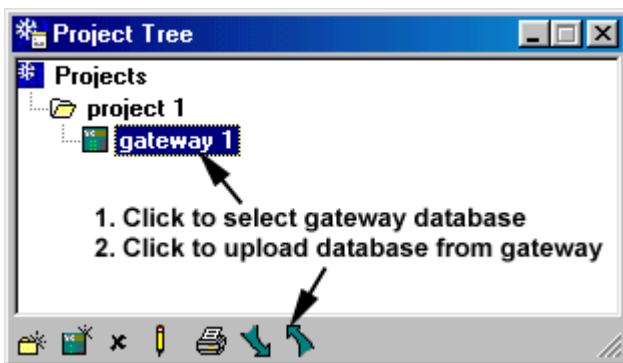 Project Tree
Projects
project 1
gateway 1
1. Click to select gateway database
2. Click to upload database from gateway